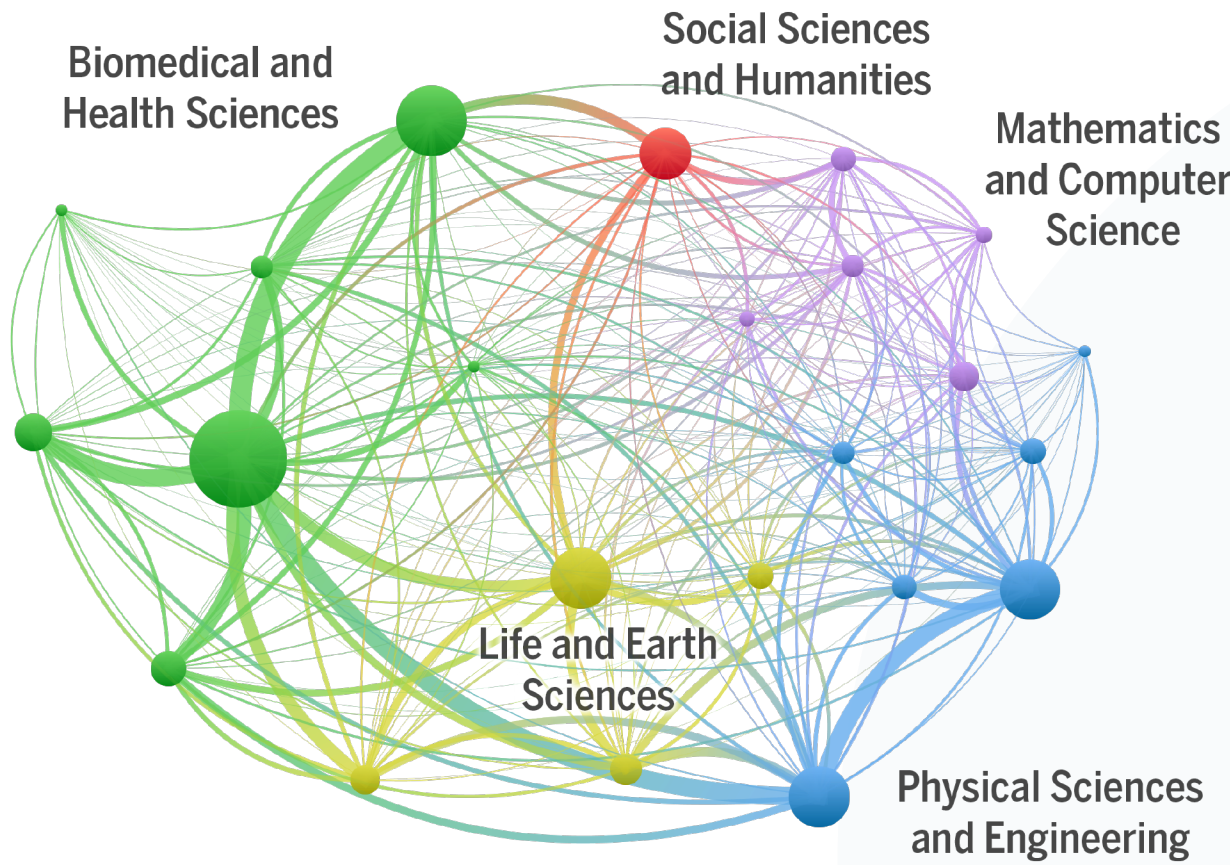 Biomedical and
Health Sciences
Social Sciences
and Humanities
Mathematics
and Computer
Science
Life and Earth
Sciences
Physical Sciences
and Engineering